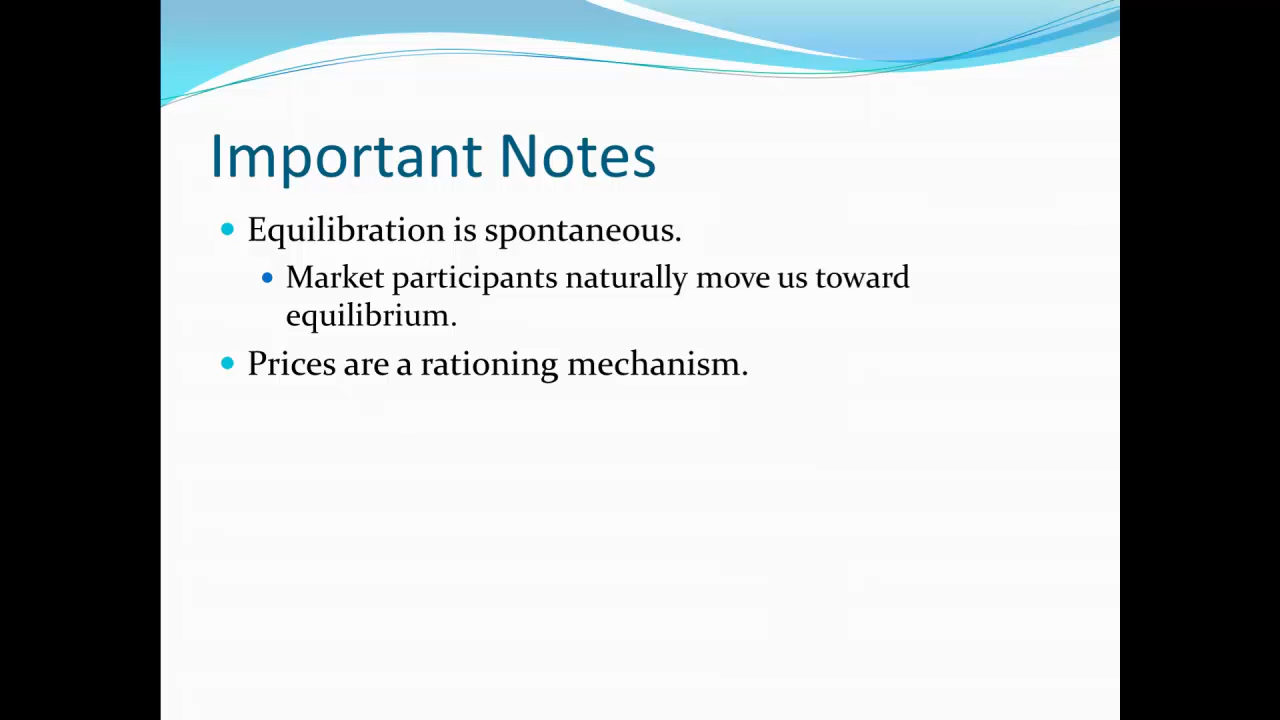 Important Notes
Equilibration is spontaneous.
Market participants naturally move us toward
equilibrium.
Prices are a rationing mechanism.